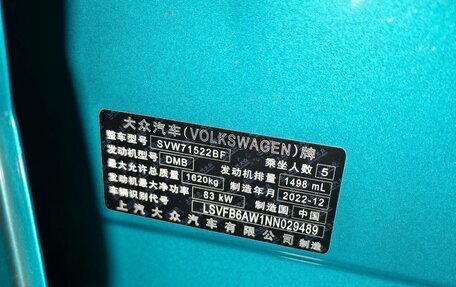 大众汽车(VOLKSWAGEN)牌
整车型号 SVW71522BF 乘坐人数 5
发动机型号 DMB 发动机排量 1498 mL
最大允许总质量 1620kg 制造年月 2022-12
发动机最大净功率 83 kW 制造国 中国
车辆识别代号 LSVFB6AW1NN029489
上汽大众汽车有限公司 制造